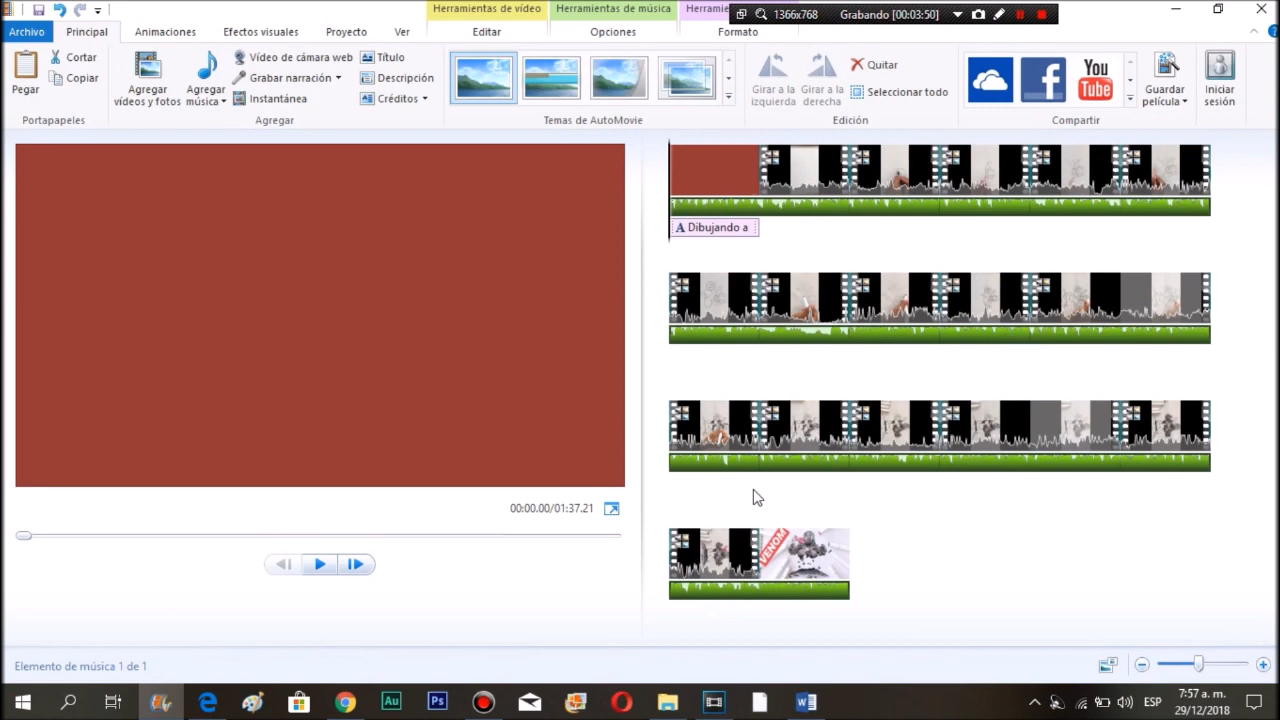 Herramientas de vídeo
Herramientas de música
Herramie
1366x768
Grabando [00:03:50]
Archivo
Principal
Animaciones
Efectos visuales
Proyecto
Ver
Editar
Opciones
Formato
Pegar
Cortar
Copiar
Portapapeles
Agregar
vídeos y fotos
Agregar
música
Vídeo de cámara web
Grabar narración
Instantánea
Título
Descripción
Créditos
Agregar
Temas de AutoMovie
Girar a la
izquierda
Girar a la
derecha
Quitar
Seleccionar todo
Edición
f
You
Tube
Compartir
Guardar
película
Iniciar
sesión
A Dibujando a
00:00.00/01:37.21
VENOM
Elemento de música 1 de 1
Au
Ps
ESP
7:57 a. m.
29/12/2018